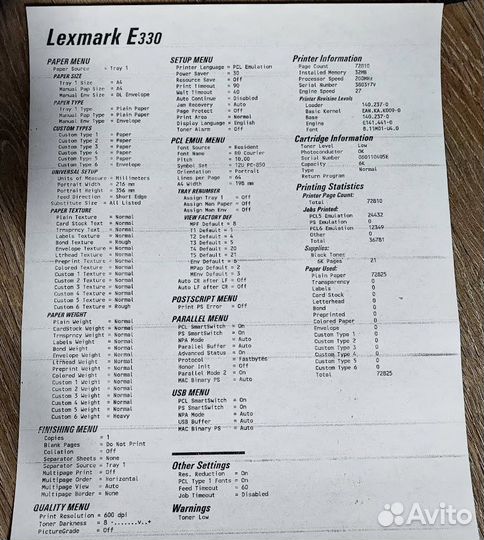 Lexmark E330
PAPER MENU
Paper Source = Tray 1
PAPER SIZE
Tray 1 Size = A4
Manual Pap Size = A4
Manual Env Size = DL Envelope
PAPER TYPE
Tray 1 Type = Plain Paper
Manual Pap Type = Plain Paper
Manual Env Type = Envelope
CUSTOM TYPES
Custom Type 1 = Paper
Custom Type 2 = Paper
Custom Type 3 = Paper
Custom Type 4 = Paper
Custom Type 5 = Paper
Custom Type 6 = Envelope
UNIVERSAL SETUP
Units of Measure = Millimeters
Portrait Width = 216 mm
Portrait Height = 356 mm
Feed Direction = Short Edge
Substitute Size = All Listed
PAPER TEXTURE
Plain Texture = Normal
Card Stock Text = Normal
Trnsprncy Text = Normal
Labels Texture = Normal
Bond Texture = Rough
Env Texture = Normal
Ltrhead Texture = Normal
Preprint Texture = Normal
Colored Texture = Normal
Custom 1 Texture = Normal
Custom 2 Texture = Normal
Custom 3 Texture = Normal
Custom 4 Texture = Normal
Custom 5 Texture = Normal
Custom 6 Texture = Rough
PAPER WEIGHT
Plain Weight = Normal
CardStock Weight = Normal
Trnsprncy Weight = Normal
Labels Weight = Normal
Bond Weight = Normal
Envelope Weight = Normal
Ltrhead Weight = Normal
Preprint Weight = Normal
Colored Weight = Normal
Custom 1 Weight = Normal
Custom 2 Weight = Normal
Custom 3 Weight = Normal
Custom 4 Weight = Normal
Custom 5 Weight = Normal
Custom 6 Weight = Heavy
FINISHING MENU
Copies = 1
Blank Pages = Do Not Print
Collation = Off
Separator Sheets = None
Separator Source = Tray 1
Multipage Print = Off
Multipage Order = Horizontal
Multipage View = Auto
Multipage Border = None
QUALITY MENU
Print Resolution = 600 dpi
Toner Darkness = 8 -.......v..+
PictureGrade = Off
SETUP MENU
Printer Language = PCL Emulation
Power Saver = 30
Resource Save = Off
Print Timeout = 90
Wait Timeout = 40
Auto Continue = Disabled
Jam Recovery = Auto
Page Protect = Off
Print Area = Normal
Display Language = English
Toner Alarm = Off
PCL EMUL MENU
Font Source = Resident
Font Name = R0 Courier
Pitch = 10.00
Symbol Set = 12U PC-850
Orientation = Portrait
Lines per Page = 64
A4 Width = 198 mm
TRAY RENUMBER
Assign Tray 1 = Off
Assign Man Paper = Off
Assign Man Env = Off
VIEW FACTORY DEF
MPF Default = 8
T1 Default = 1
T2 Default = 4
T3 Default = 5
T4 Default = 20
T5 Default = 21
Env Default = 6
MPap Default = 2
MEnv Default = 3
Auto CR after LF = Off
Auto LF after CR = Off
POSTSCRIPT MENU
Print PS Error = Off
PARALLEL MENU
PCL SmartSwitch = On
PS SmartSwitch = On
NPA Mode = Auto
Parallel Buffer = Auto
Advanced Status = On
Protocol = Fastbytes
Honor Init = Off
Parallel Mode 2 = On
MAC Binary PS = Auto
USB MENU
PCL SmartSwitch = On
PS SmartSwitch = On
NPA Mode = Auto
USB Buffer = Auto
MAC Binary PS = Auto
Other Settings
Res. Reduction = On
PCL Type 1 Fonts = On
Feed Timeout = 60
Job Timeout = Disabled
Warnings
Toner Low
Printer Information
Page Count 72810
Installed Memory 32MB
Processor Speed 200MHz
Serial Number
Engine Speed 27
Printer Revision Levels
Loader 140.237-0
Basic Kernel
Base 140.237-0
Engine
Font
Cartridge Information
Toner Level Low
Photoconductor OK
Serial Number
Capacity 6K
Type Normal
Return Program
Printing Statistics
Printer Page Count:
Total 72810
Jobs Printed:
PCL5 Emulation 24432
PS Emulation 0
PCL6 Emulation 12349
Other 0
Total 36781
Supplies:
Black Toner
6K Pages 21
Paper Used:
Plain Paper 72825
Transparency 0
Labels 0
Card Stock 0
Letterhead 0
Bond 0
Preprinted 0
Colored 0
Envelope 0
Custom Type 1 0
Custom Type 2 0
Custom Type 3 0
Custom Type 4 0
Custom Type 5 0
Custom Type 6 0
Total 72825
Avito